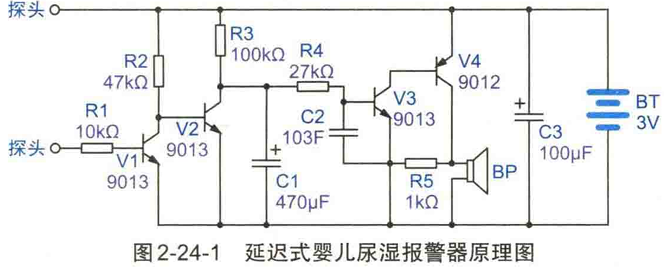 探头
R2
47kΩ
R3
100kΩ
R4
27kΩ
V4
9012
R1
10kΩ
探头
V1
9013
V2
9013
C2
103F
V3
9013
C1
470μF
R5
1kΩ
BP
+
+
C3
100μF
BT
3V
图2-24-1 延迟式婴儿尿湿报警器原理图